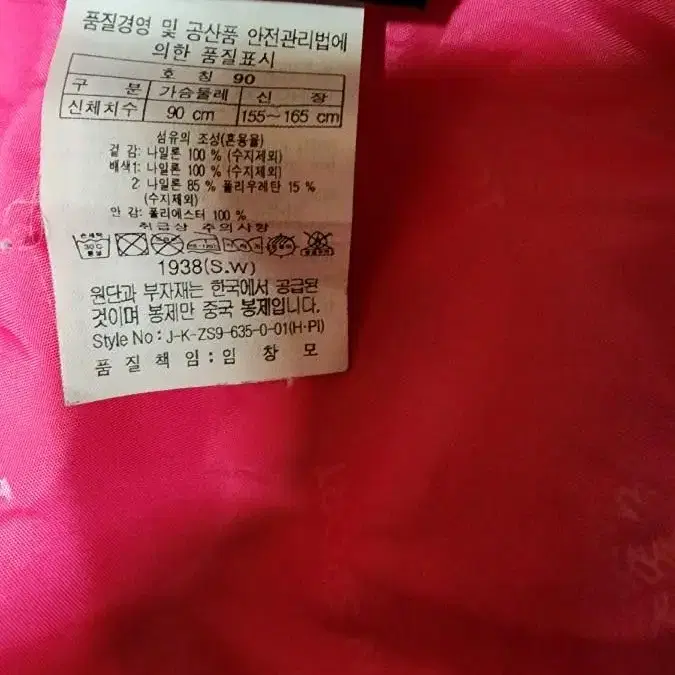 품질경영 및 공산품 안전관리법에
의한 품질표시
호 칭 90
구 분 가슴둘레 신 장
신체치수 90 cm 155~165 cm
섬유의 조성(혼용율)
겉 감: 나일론 100 % (수지제외)
배색1: 나일론 100 % (수지제외)
2: 나일론 85 % 폴리우레탄 15 %
(수지제외)
안 감: 폴리에스터 100 %
취급상 주의사항
손세탁
30℃
중성
1938(S.W)
원단과 부자재는 한국에서 공급된
것이며 봉제만 중국 봉제입니다.
Style No : J-K-ZS9-635-0-01(H·PI)
품 질 책 임 : 임 창 모